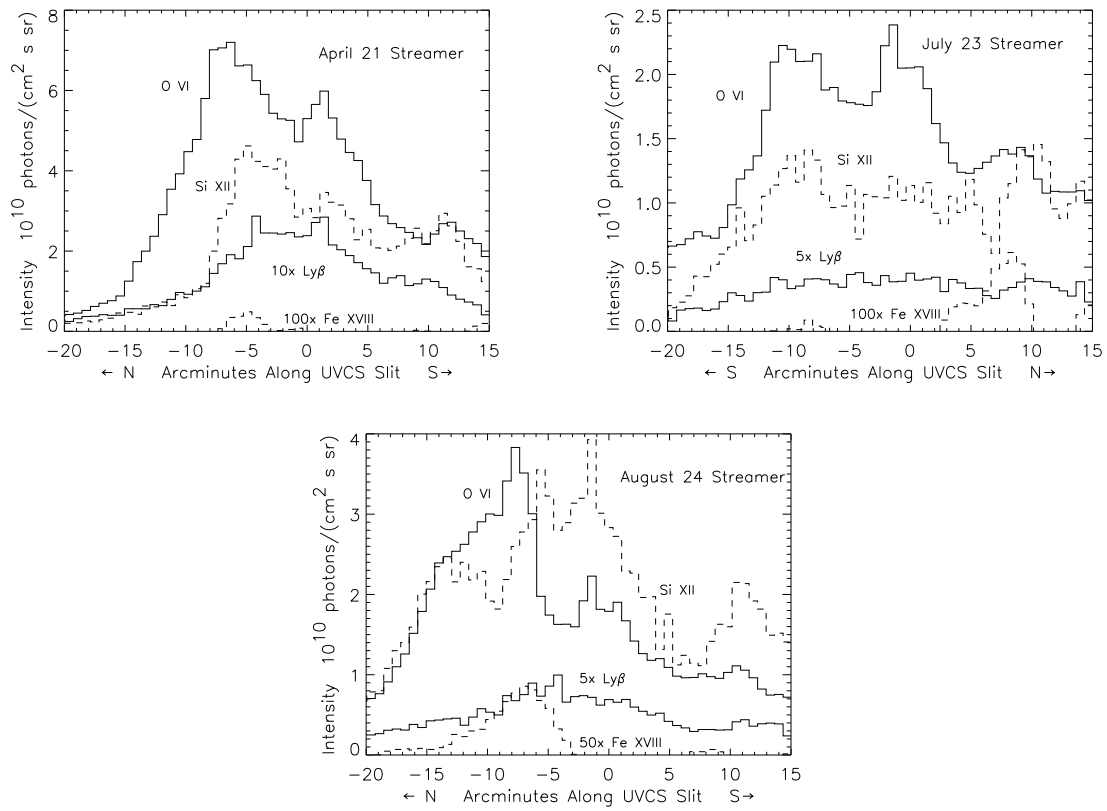 8
6
4
2
0
Intensity 10^10 photons/(cm^2 s sr)
April 21 Streamer
O VI
Si XII
10x Lyβ
100x Fe XVIII
-20 -15 -10 -5 0 5 10 15
← N Arcminutes Along UVCS Slit S→
2.5
2.0
1.5
1.0
0.5
0.0
Intensity 10^10 photons/(cm^2 s sr)
July 23 Streamer
O VI
Si XII
5x Lyβ
100x Fe XVIII
-20 -15 -10 -5 0 5 10 15
← S Arcminutes Along UVCS Slit N→
4
3
2
1
0
Intensity 10^10 photons/(cm^2 s sr)
August 24 Streamer
O VI
Si XII
5x Lyβ
50x Fe XVIII
-20 -15 -10 -5 0 5 10 15
← N Arcminutes Along UVCS Slit S→